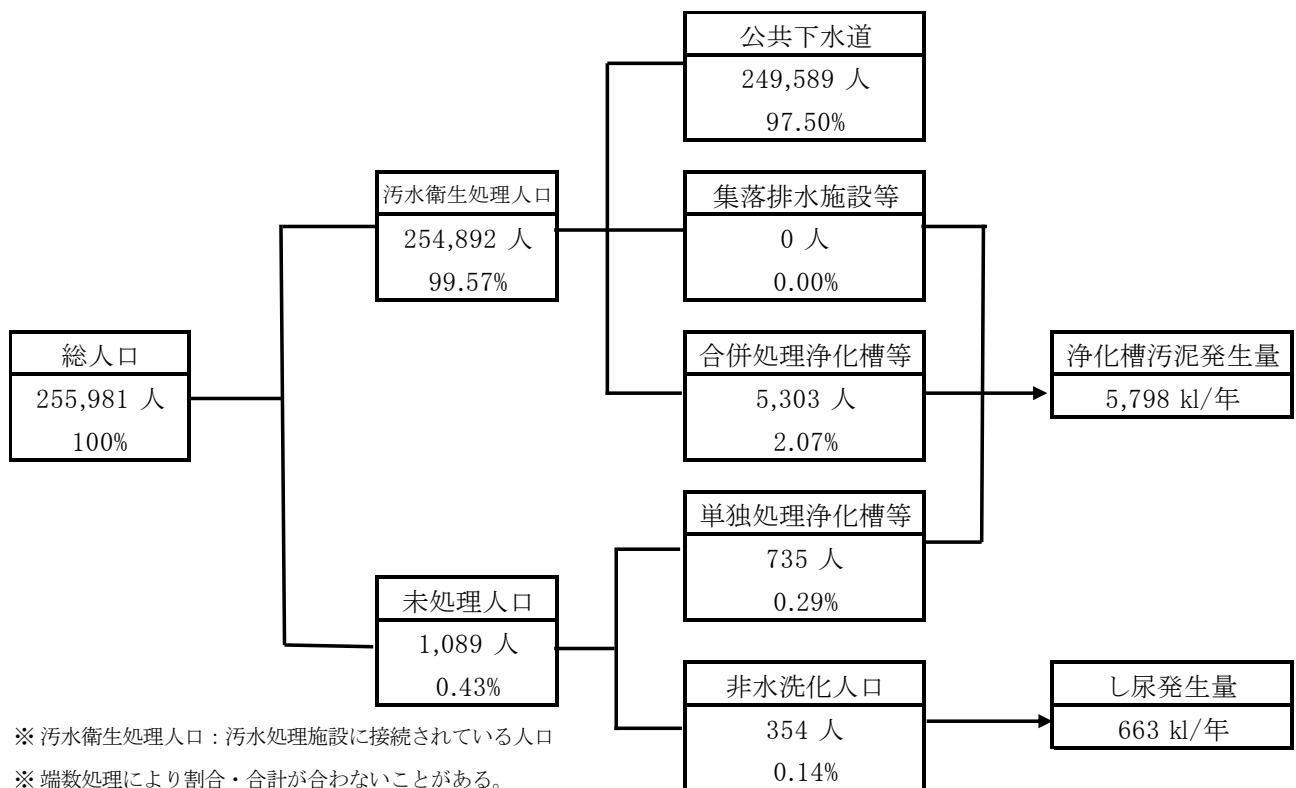 公共下水道
249,589 人
97.50%
汚水衛生処理人口
254,892 人
99.57%
集落排水施設等
0 人
0.00%
総人口
255,981 人
100%
合併処理浄化槽等
5,303 人
2.07%
浄化槽汚泥発生量
5,798 kl/年
単独処理浄化槽等
735 人
0.29%
未処理人口
1,089 人
0.43%
非水洗化人口
354 人
0.14%
し尿発生量
663 kl/年
※ 汚水衛生処理人口：汚水処理施設に接続されている人口
※ 端数処理により割合・合計が合わないことがある。